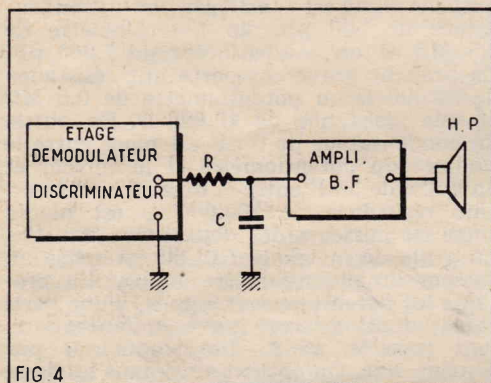 H.P
ETAGE
DEMODULATEUR
DISCRIMINATEUR
R
C
AMPLI.
B.F
FIG 4